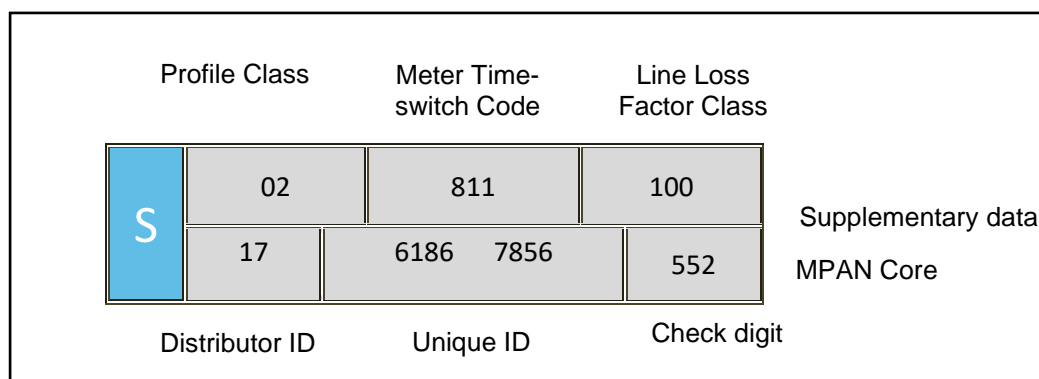 Profile Class Meter Time-switch Code Line Loss Factor Class
S
02 811 100
Supplementary data
17 6186 7856 552
MPAN Core
Distributor ID Unique ID Check digit